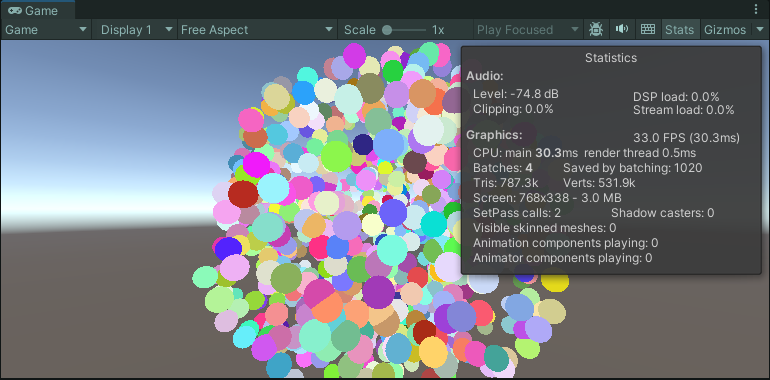 Game
Game Display 1 Free Aspect Scale 1x Play Focused Stats Gizmos
Statistics
Audio:
Level: -74.8 dB DSP load: 0.0%
Clipping: 0.0% Stream load: 0.0%
Graphics: 33.0 FPS (30.3ms)
CPU: main 30.3ms render thread 0.5ms
Batches: 4 Saved by batching: 1020
Tris: 787.3k Verts: 531.9k
Screen: 768x338 - 3.0 MB
SetPass calls: 2 Shadow casters: 0
Visible skinned meshes: 0
Animation components playing: 0
Animator components playing: 0